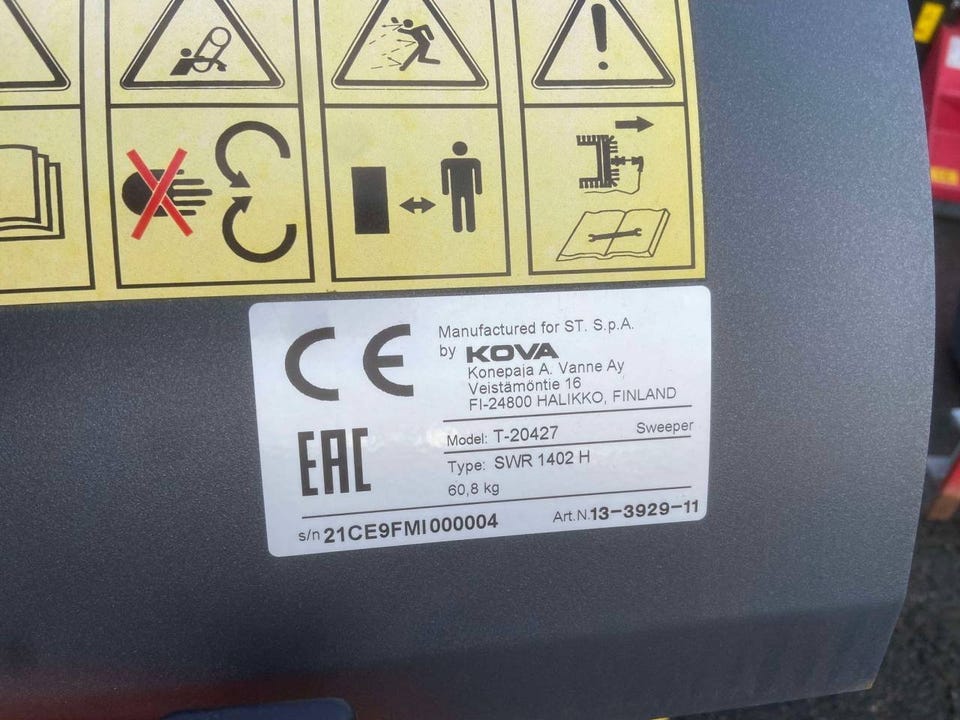 CE
Manufactured for ST. S.p.A.
by KOVA
Konepaja A. Vanne Ay
Veistämöntie 16
FI-24800 HALIKKO, FINLAND
EAC
Model: T-20427 Sweeper
Type: SWR 1402 H
60,8 kg
s/n 21CE9FMI000004 Art.N.13-3929-11